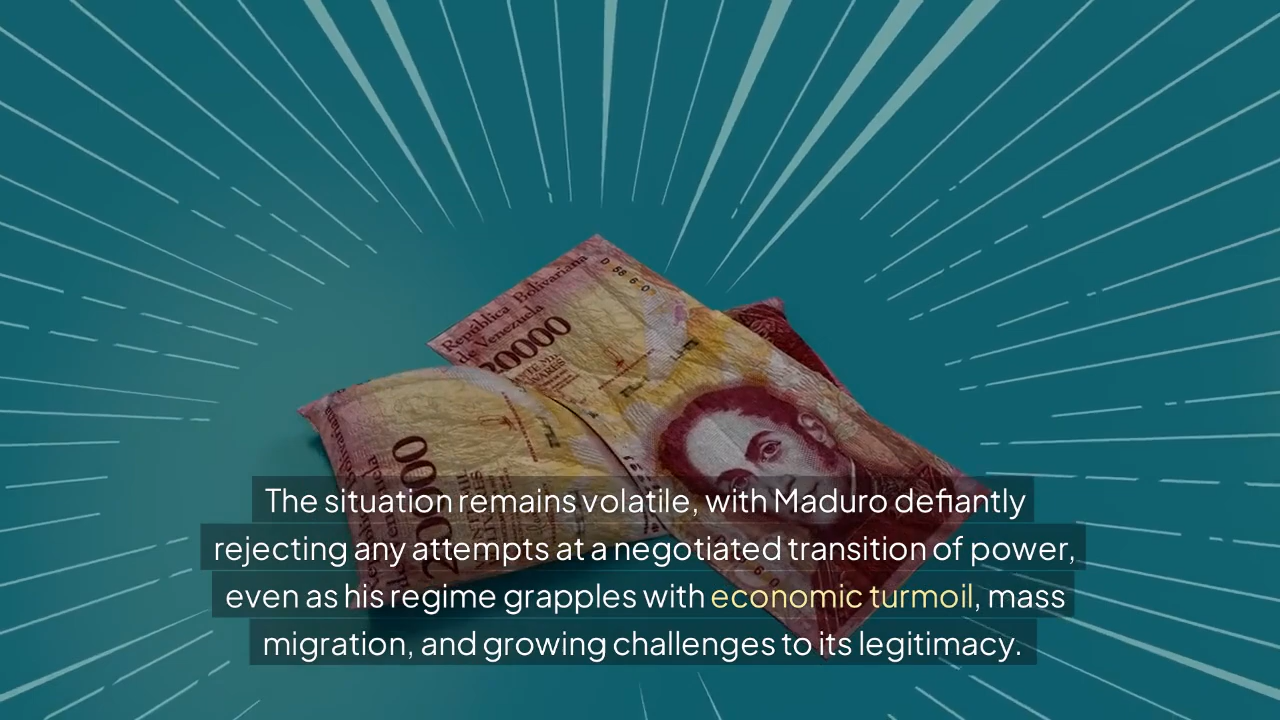 República Bolivariana
de Venezuela
20000
The situation remains volatile, with Maduro defiantly
rejecting any attempts at a negotiated transition of power,
even as his regime grapples with economic turmoil, mass
migration, and growing challenges to its legitimacy.